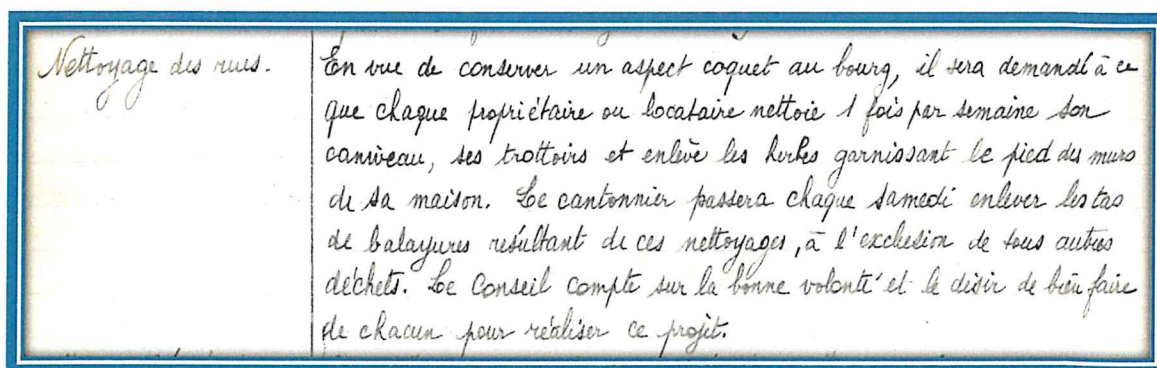 Nettoyage des rues.
En vue de conserver un aspect coquet au bourg, il sera demandé à ce
que chaque propriétaire ou locataire nettoie 1 fois par semaine son
caniveau, ses trottoirs et enlève les herbes garnissant le pied des murs
de sa maison. Le cantonnier passera chaque samedi enlever les tas
de balayures résultant de ces nettoyages, à l'exclusion de tous autres
déchets. Le Conseil compte sur la bonne volonté et le désir de bien faire
de chacun pour réaliser ce projet.